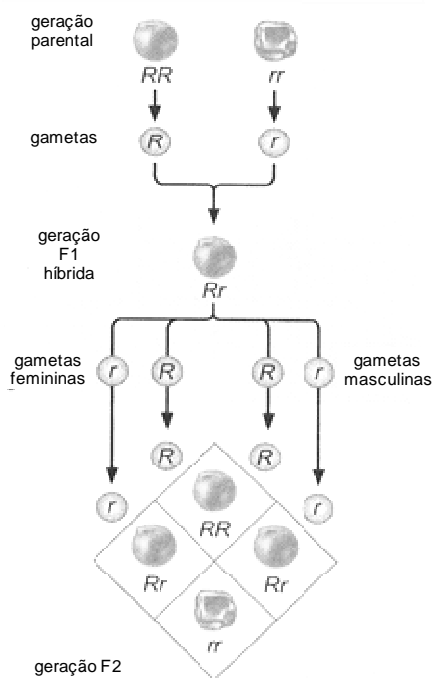 geração
parental
RR
rr
gametas
R
r
geração
F1
híbrida
Rr
gametas
femininas
r
R
R
r
gametas
masculinas
R
R
r
r
RR
Rr
Rr
rr
geração F2